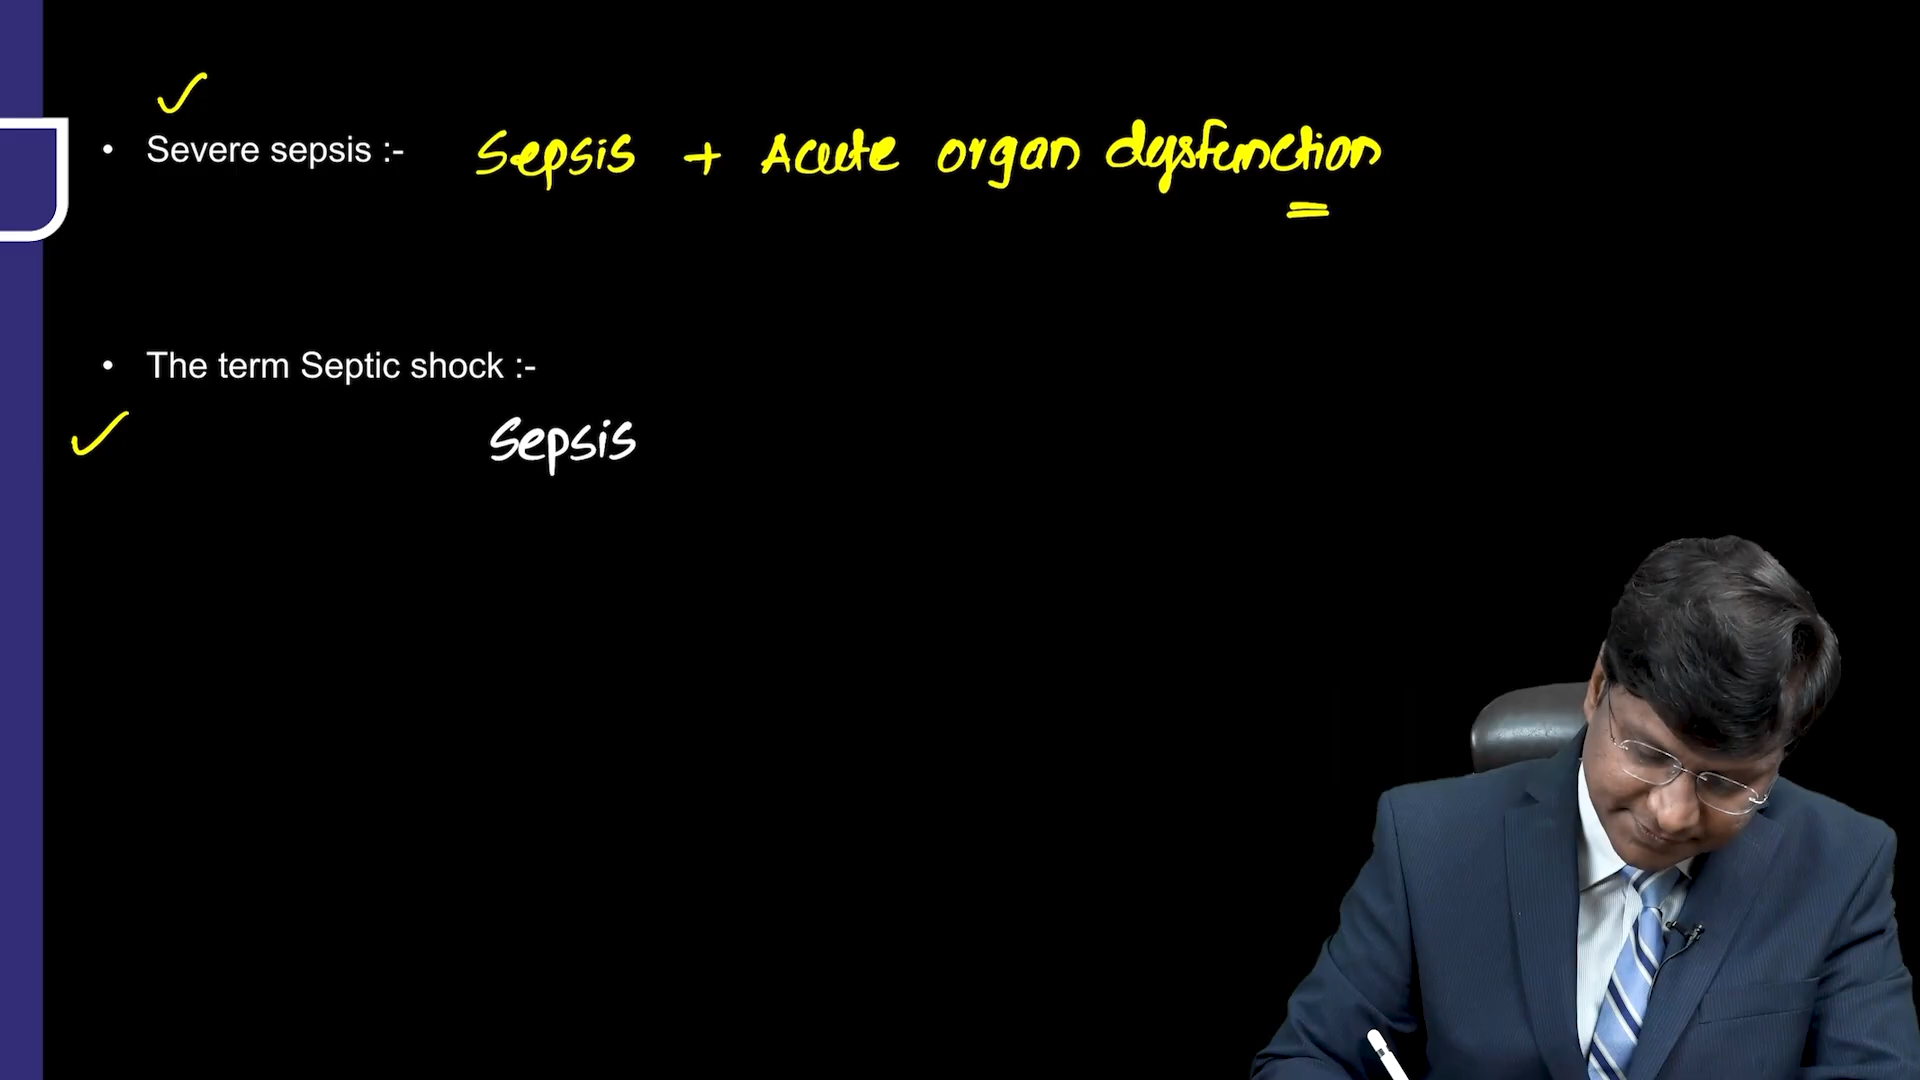 • Severe sepsis :- Sepsis + Acute organ dysfunction
• The term Septic shock :-
Sepsis